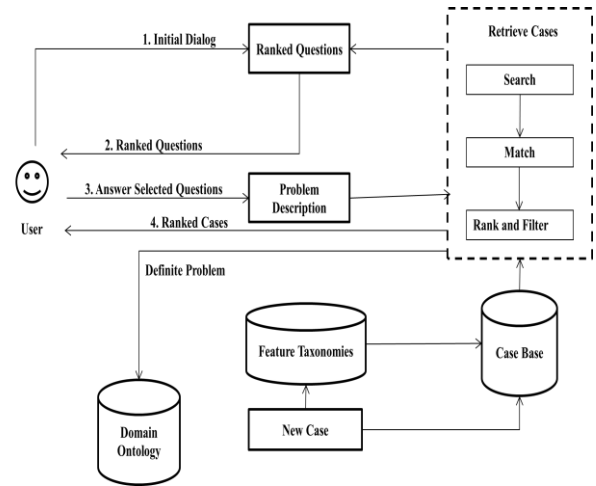 1. Initial Dialog
Ranked Questions
Retrieve Cases
Search
2. Ranked Questions
Match
3. Answer Selected Questions
Problem
Description
User
4. Ranked Cases
Rank and Filter
Definite Problem
Feature Taxonomies
Case Base
New Case
Domain
Ontology